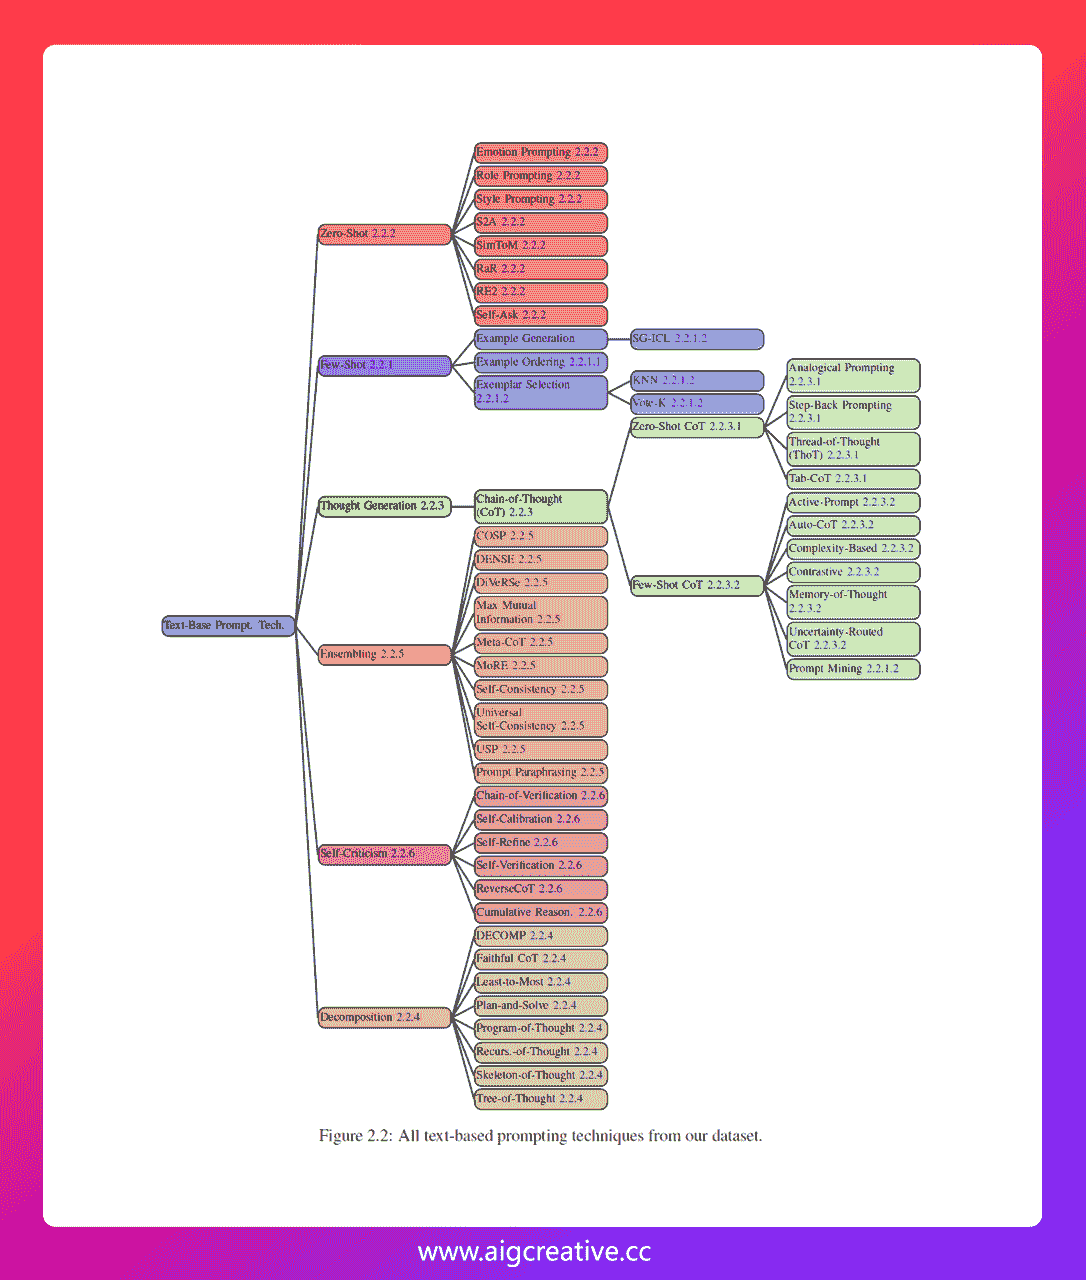 Emotion Prompting 2.2.2
Role Prompting 2.2.2
Style Prompting 2.2.2
S2A 2.2.2
Zero-Shot 2.2.2
SimToM 2.2.2
RaR 2.2.2
RE2 2.2.2
Self-Ask 2.2.2
Example Generation
SG-ICL 2.2.1.2
Few-Shot 2.2.1
Example Ordering 2.2.1.1
Exemplar Selection
2.2.1.2
KNN 2.2.1.2
Vote-K 2.2.1.2
Zero-Shot CoT 2.2.3.1
Analogical Prompting
2.2.3.1
Step-Back Prompting
2.2.3.1
Thread-of-Thought
(ThoT) 2.2.3.1
Tab-CoT 2.2.3.1
Thought Generation 2.2.3
Chain-of-Thought
(CoT) 2.2.3
Active-Prompt 2.2.3.2
Auto-CoT 2.2.3.2
Complexity-Based 2.2.3.2
Few-Shot CoT 2.2.3.2
Contrastive 2.2.3.2
Memory-of-Thought
2.2.3.2
Uncertainty-Routed
CoT 2.2.3.2
Prompt Mining 2.2.1.2
COSP 2.2.5
DENSE 2.2.5
DiVeRSe 2.2.5
Max Mutual
Information 2.2.5
Text-Base Prompt. Tech.
Meta-CoT 2.2.5
Ensembling 2.2.5
MoRE 2.2.5
Self-Consistency 2.2.5
Universal
Self-Consistency 2.2.5
USP 2.2.5
Prompt Paraphrasing 2.2.5
Chain-of-Verification 2.2.6
Self-Calibration 2.2.6
Self-Refine 2.2.6
Self-Criticism 2.2.6
Self-Verification 2.2.6
ReverseCoT 2.2.6
Cumulative Reason. 2.2.6
DECOMP 2.2.4
Faithful CoT 2.2.4
Least-to-Most 2.2.4
Plan-and-Solve 2.2.4
Decomposition 2.2.4
Program-of-Thought 2.2.4
Recurs.-of-Thought 2.2.4
Skeleton-of-Thought 2.2.4
Tree-of-Thought 2.2.4
Figure 2.2: All text-based prompting techniques from our dataset.
www.aigcreative.cc